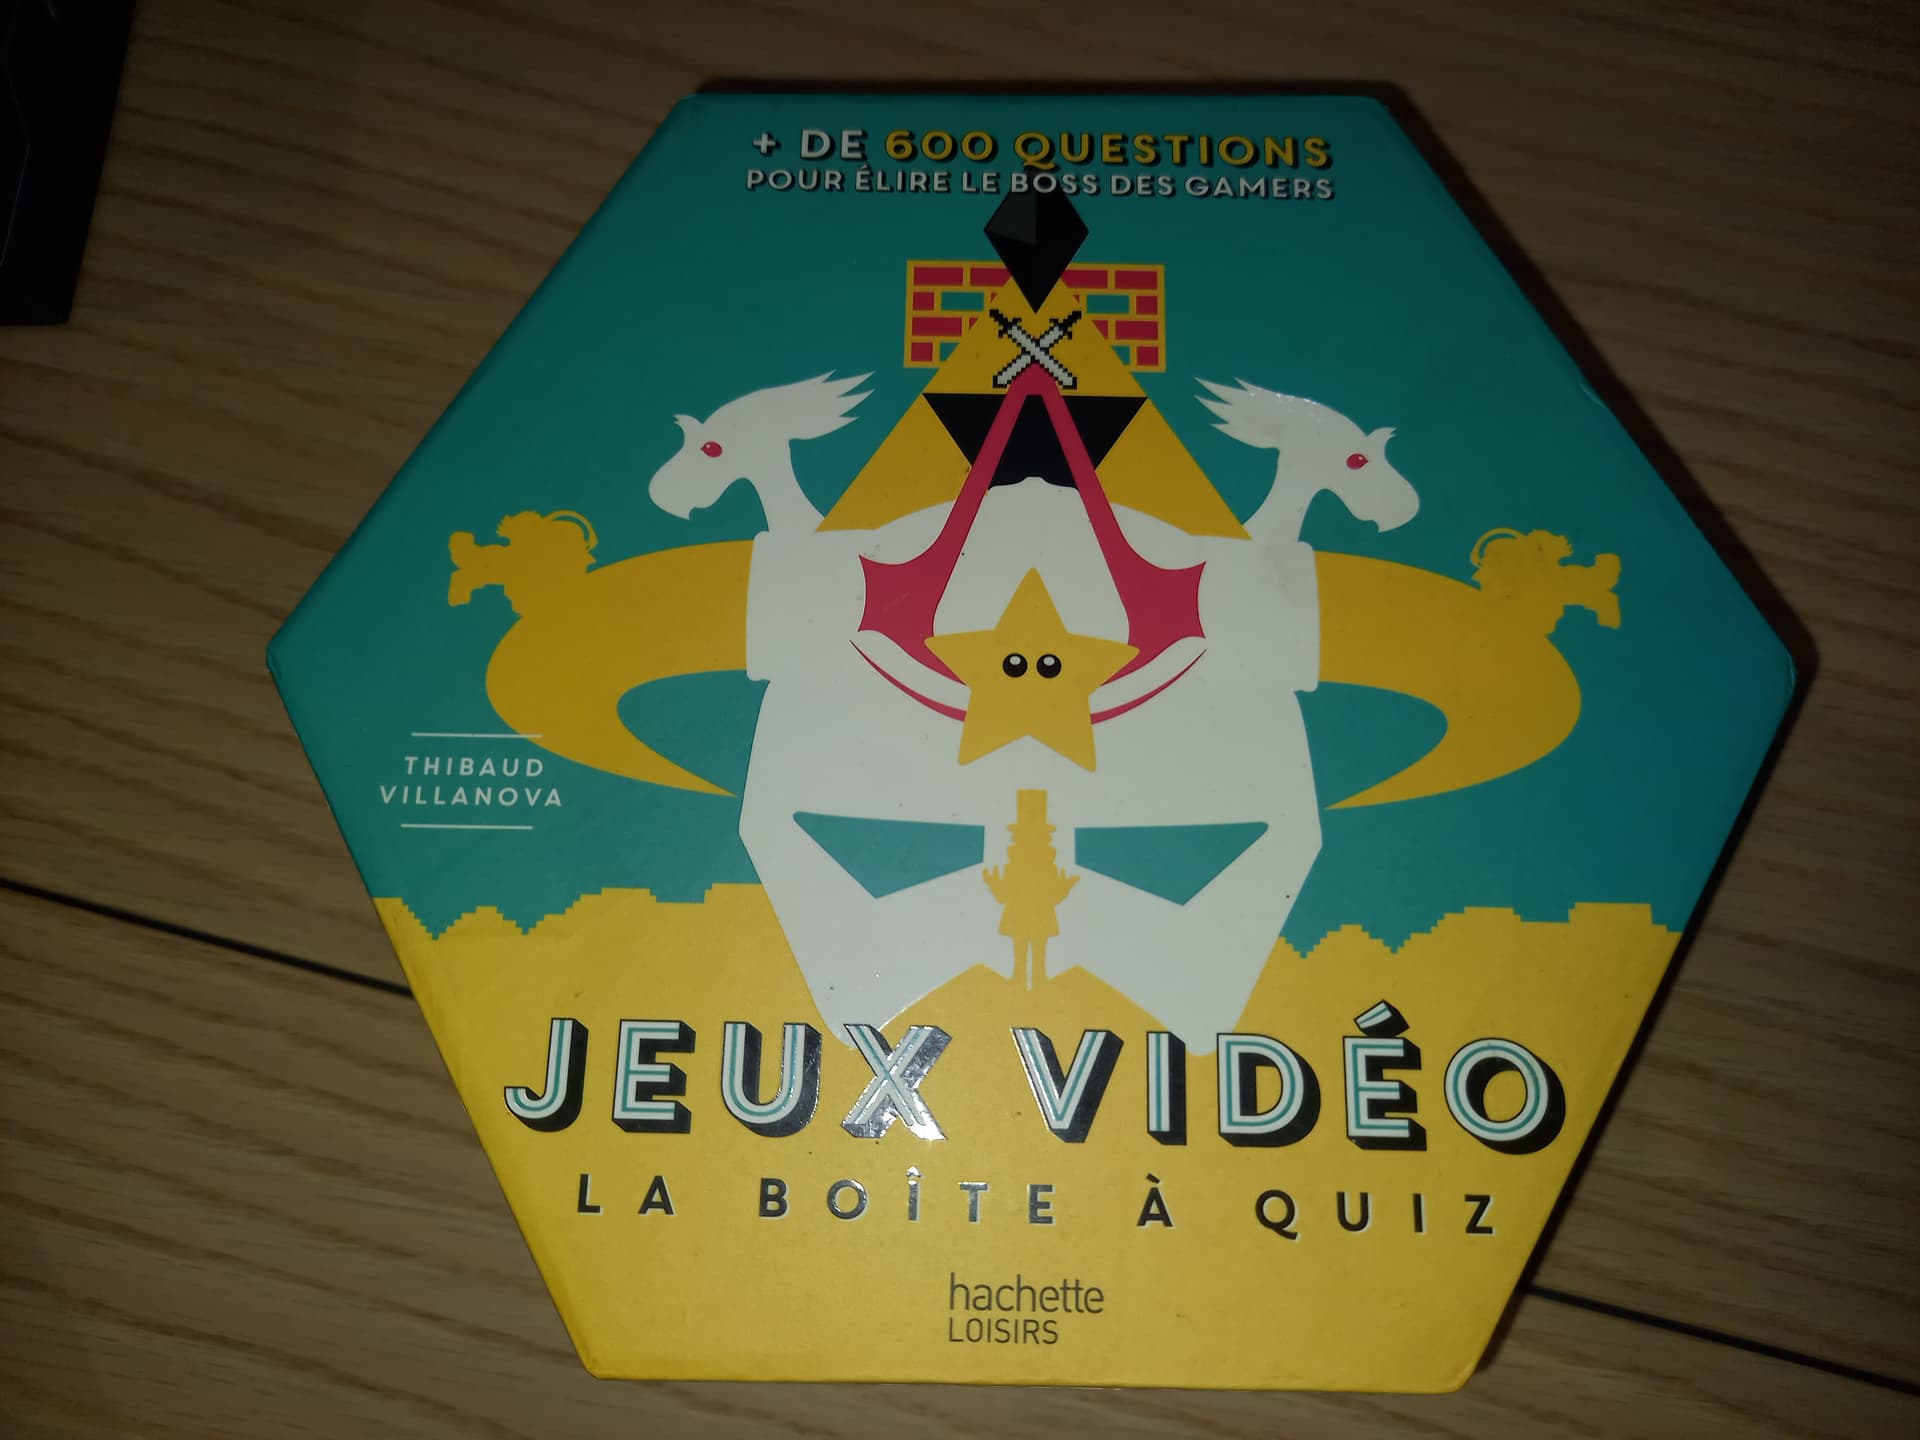 + DE 600 QUESTIONS
POUR ÉLIRE LE BOSS DES GAMERS
THIBAUD
VILLANOVA
JEUX VIDÉO
LA BOÎTE À QUIZ
hachette
LOISIRS